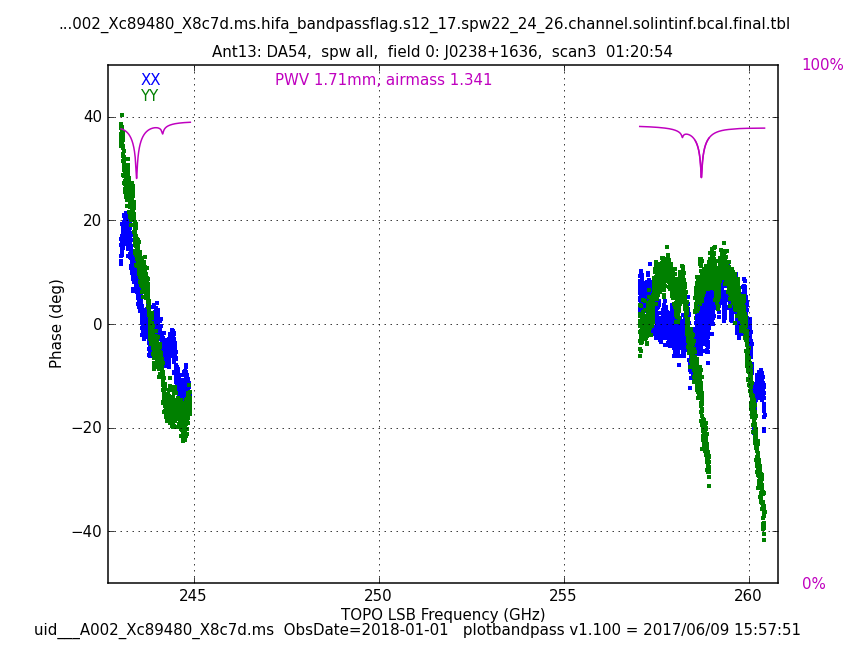 ...002_Xc89480_X8c7d.ms.hifa_bandpassflag.s12_17.spw22_24_26.channel.solintinf.bcal.final.tbl
Ant13: DA54,  spw all,  field 0: J0238+1636,  scan3  01:20:54
100%
XX
PWV 1.71mm, airmass 1.341
YY
40
20
0
−20
−40
Phase (deg)
0%
245
250
255
260
TOPO LSB Frequency (GHz)
uid___A002_Xc89480_X8c7d.ms  ObsDate=2018-01-01   plotbandpass v1.100 = 2017/06/09 15:57:51